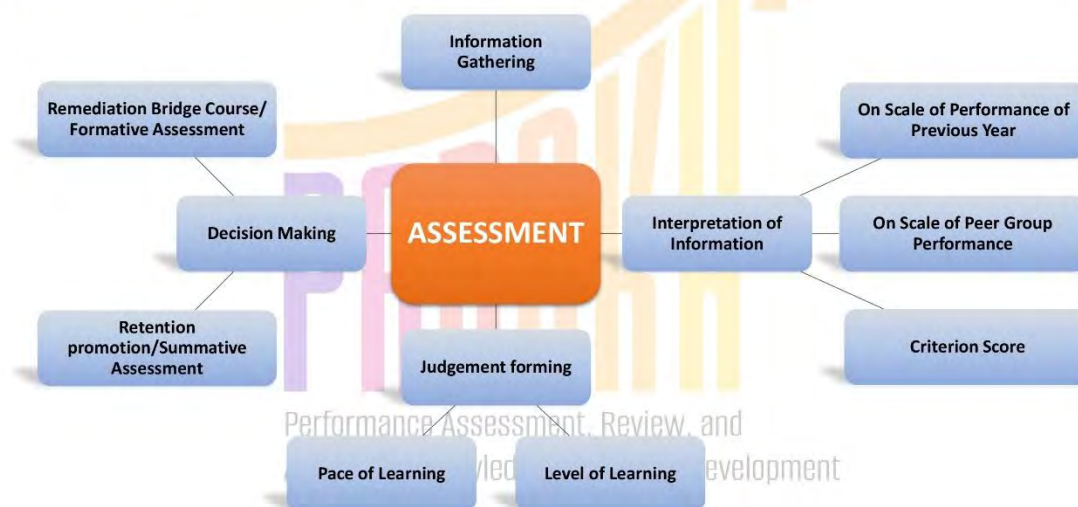 Information
Gathering
Remediation Bridge Course/
Formative Assessment
On Scale of Performance of
Previous Year
Decision Making
ASSESSMENT
Interpretation of
Information
On Scale of Peer Group
Performance
Retention
promotion/Summative
Assessment
Judgement forming
Criterion Score
Performance Assessment, Review, and
Pace of Learning
Level of Learning